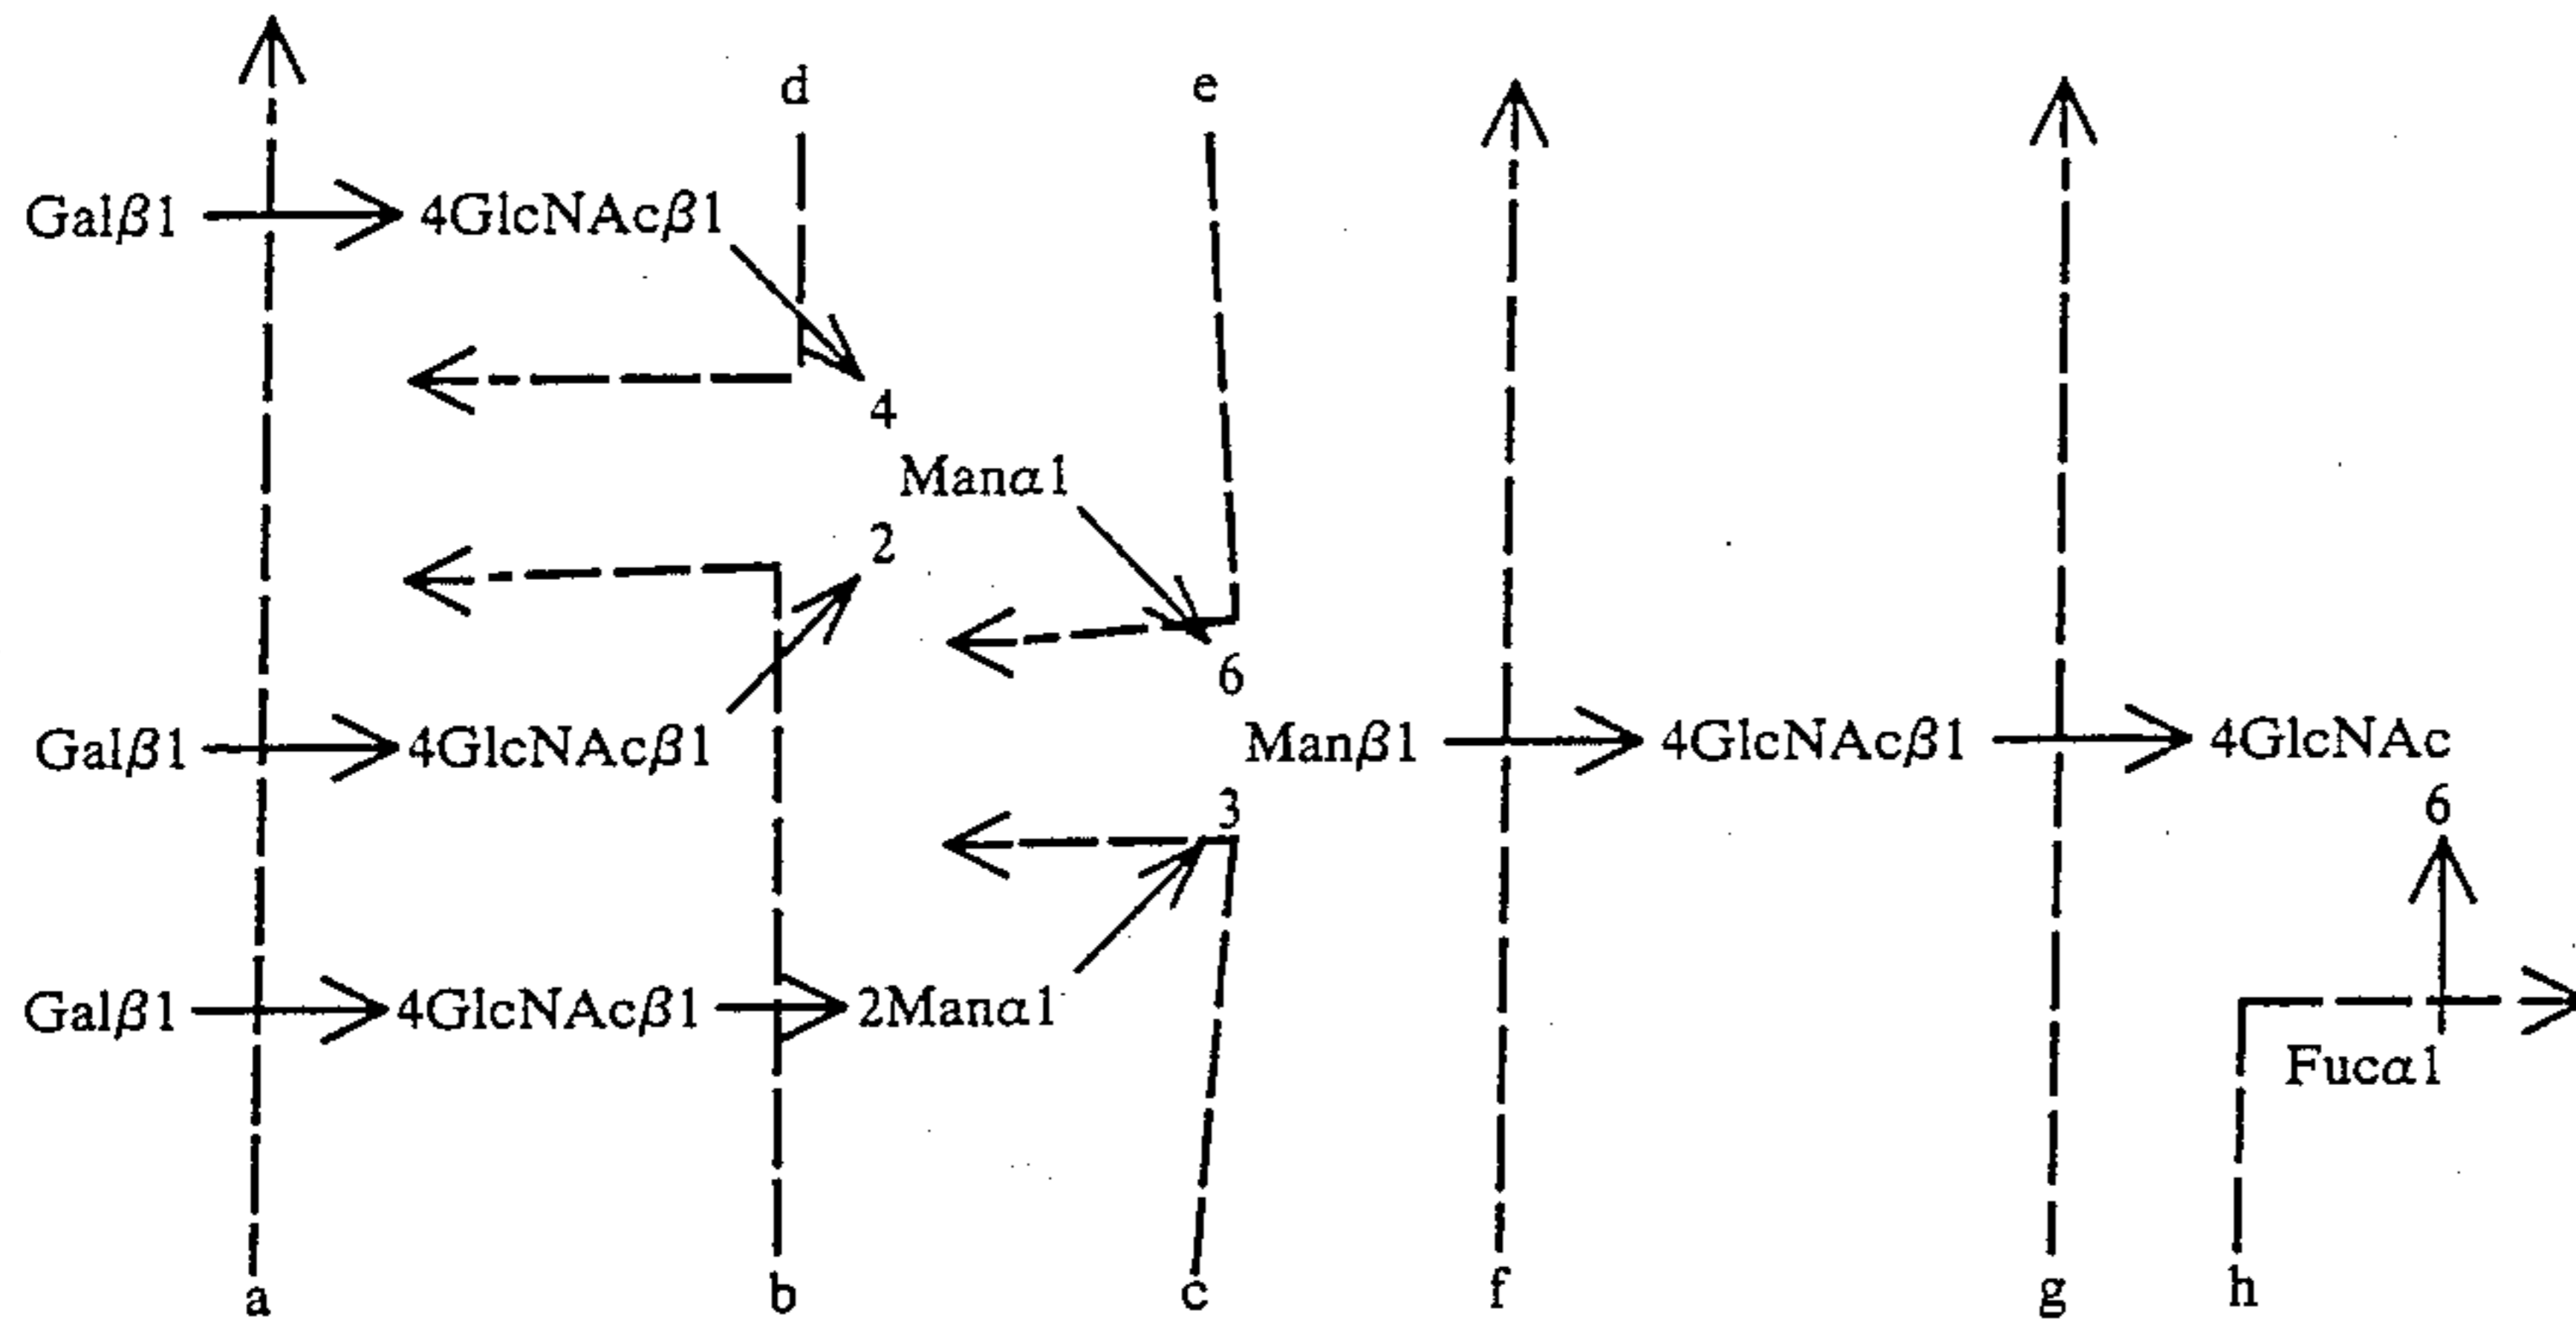 d e
Galβ1 4GlcNAcβ1
4
Manα1
2
6
Galβ1 4GlcNAcβ1 Manβ1 4GlcNAcβ1 4GlcNAc
3 6
Galβ1 4GlcNAcβ1 2Manα1
Fucα1
a b c f g h